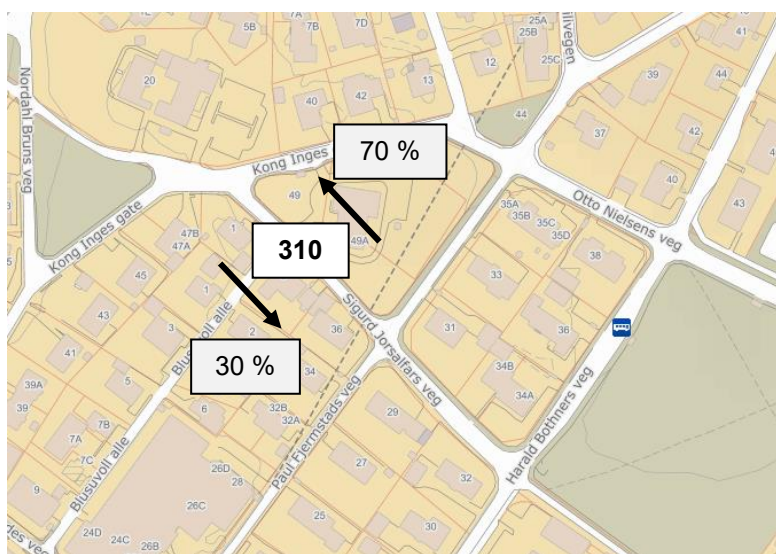 7A
7B
7D
5B
25A
25B
25C
illvegen
41
40
20
12
13
39
44
40
42
44
42
Nordahl Bruns veg
37
Kong Inges
70 %
Otto Nielsens veg
40
43
49
49A
35A
35B
35C
35D
38
47B
47A
1
310
33
Kong Inges gate
45
1
43
3
2
36
Sigurd Jorsalfars veg
31
36
41
Blusuvoll alle
30 %
34
34B
34A
39A
39
5
6
32B
32A
Paul Fjermstads veg
29
Harald Bothners veg
7B
7A
7C
Blusuvoll alle
26D
28
27
32
9
26C
25
30
des veg
24D
24C
26B